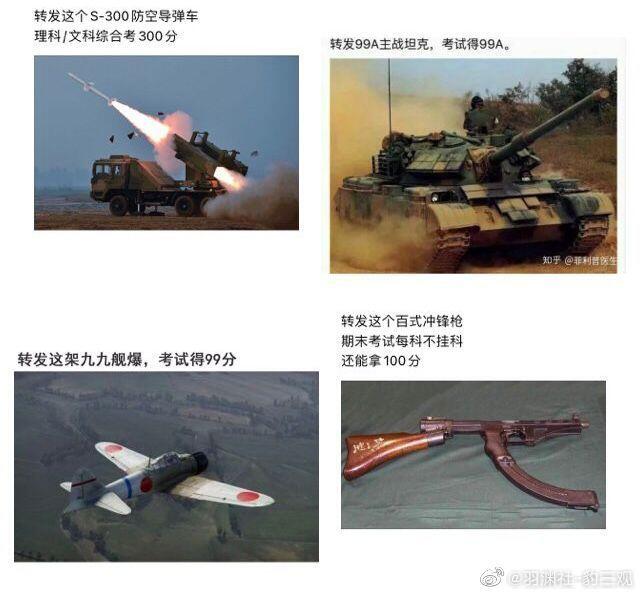 转发这个S-300防空导弹车
理科/文科综合考300分
转发99A主战坦克，考试得99A。
知乎 @菲利普医生
转发这架九九舰爆，考试得99分
转发这个百式冲锋枪
期末考试每科不挂科
还能拿100分
@羽渊社-豹三观